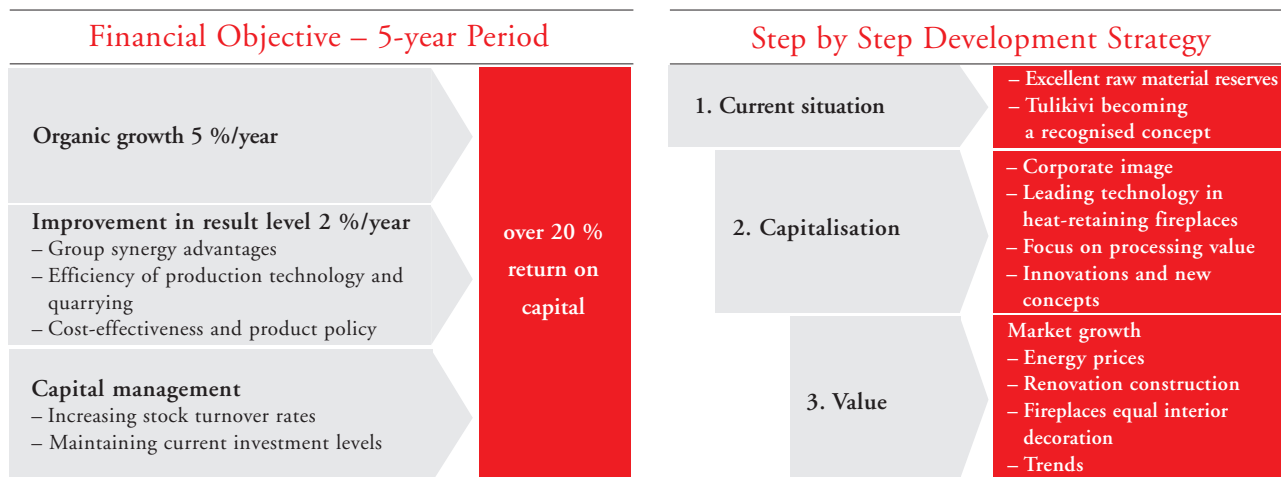 Financial Objective – 5-year Period
Organic growth 5 %/year
Improvement in result level 2 %/year
– Group synergy advantages
– Efficiency of production technology and
quarrying
– Cost-effectiveness and product policy
Capital management
– Increasing stock turnover rates
– Maintaining current investment levels
over 20 %
return on
capital
Step by Step Development Strategy
1. Current situation
– Excellent raw material reserves
– Tulikivi becoming
a recognised concept
2. Capitalisation
– Corporate image
– Leading technology in
heat-retaining fireplaces
– Focus on processing value
– Innovations and new
concepts
3. Value
Market growth
– Energy prices
– Renovation construction
– Fireplaces equal interior
decoration
– Trends